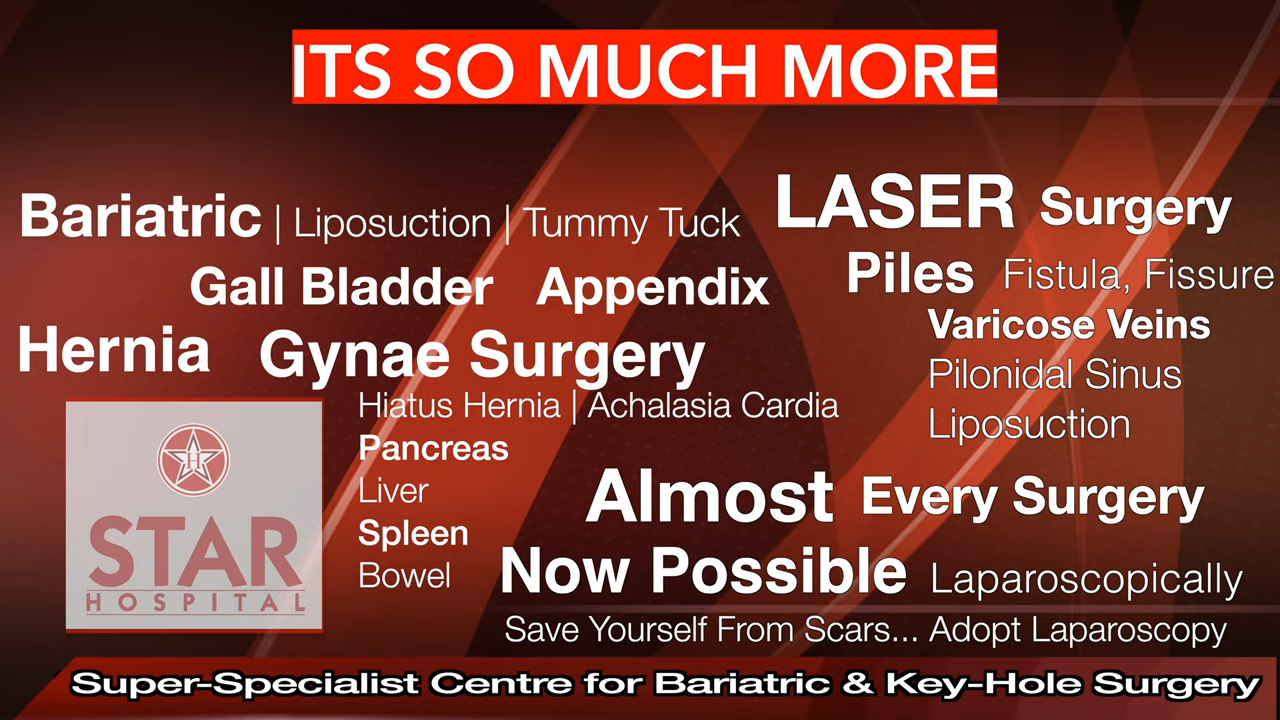 ITS SO MUCH MORE
Bariatric | Liposuction | Tummy Tuck
Gall Bladder Appendix
Hernia Gynae Surgery
Hiatus Hernia | Achalasia Cardia
Pancreas
Liver
Spleen
Bowel
LASER Surgery
Piles Fistula, Fissure
Varicose Veins
Pilonidal Sinus
Liposuction
Almost Every Surgery
Now Possible Laparoscopically
Save Yourself From Scars... Adopt Laparoscopy
H
STAR
HOSPITAL
Super-Specialist Centre for Bariatric & Key-Hole Surgery